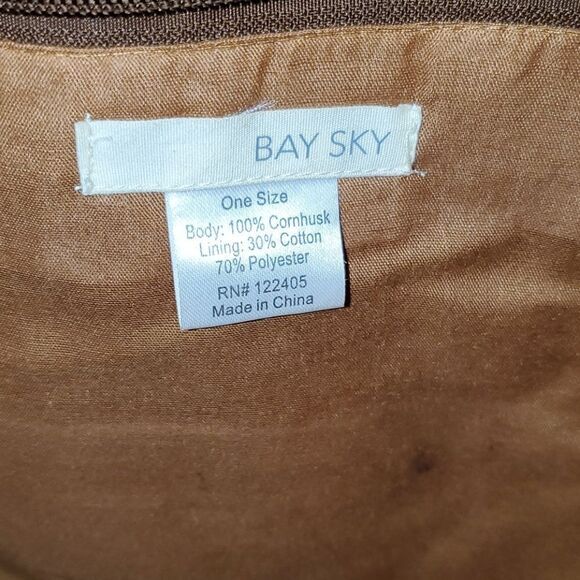 BAY SKY
One Size
Body: 100% Cornhusk
Lining: 30% Cotton
70% Polyester
RN# 122405
Made in China